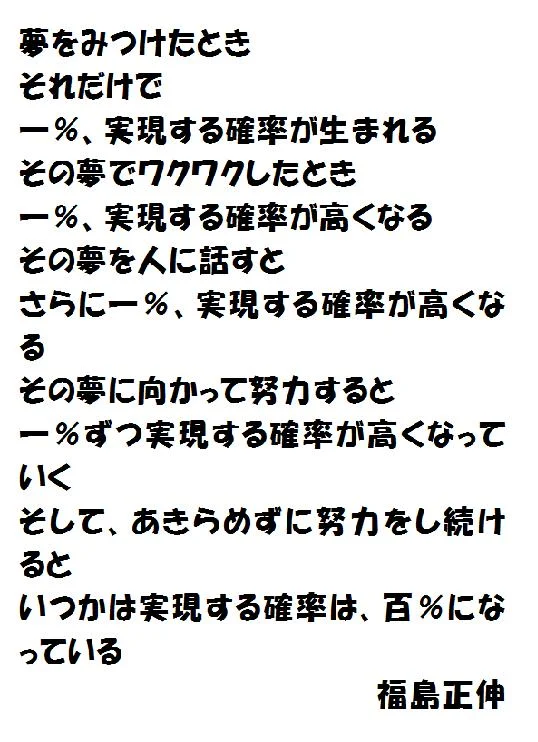 夢をみつけたとき
それだけで
一％、実現する確率が生まれる
その夢でワクワクしたとき
一％、実現する確率が高くなる
その夢を人に話すと
さらに一％、実現する確率が高くな
る
その夢に向かって努力すると
一％ずつ実現する確率が高くなって
いく
そして、あきらめずに努力をし続け
ると
いつかは実現する確率は、百％にな
っている
福島正伸